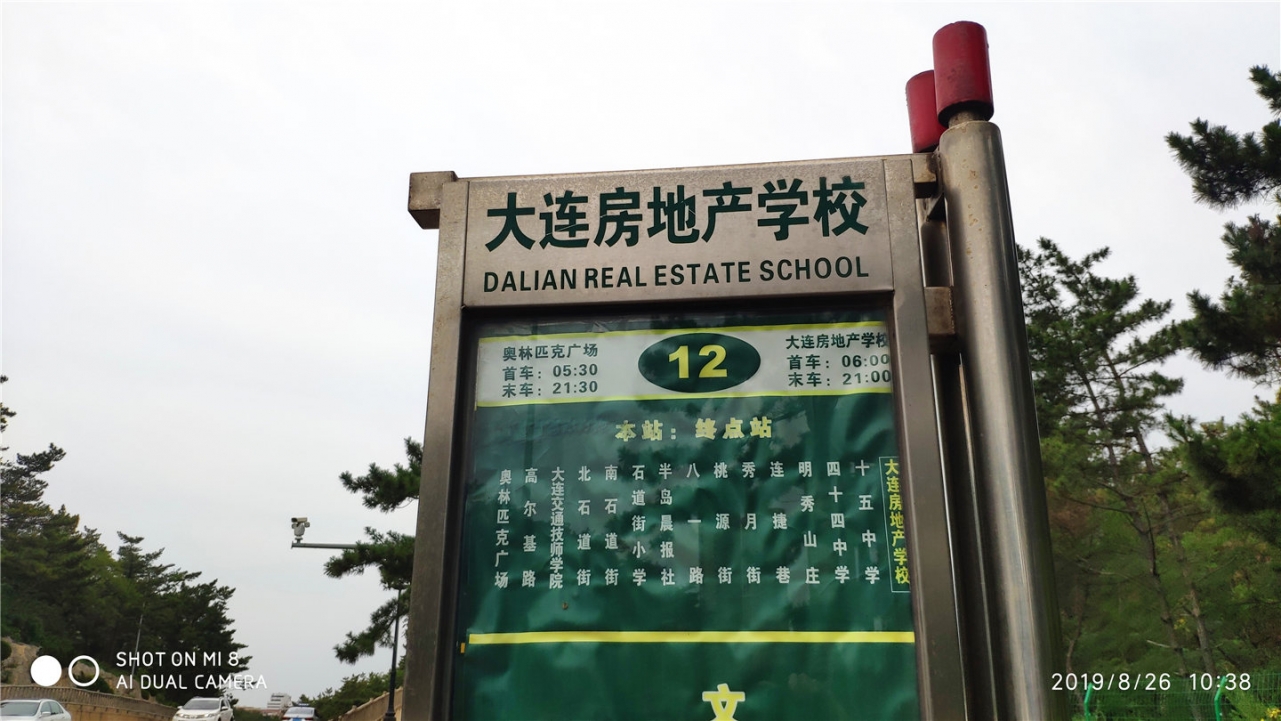 大连房地产学校
DALIAN REAL ESTATE SCHOOL
奥林匹克广场
首车：05:30
末车：21:30
12
大连房地产学校
首车：06:00
末车：21:00
本站：终点站
奥林匹克广场
高尔基路
大连交通技师学院
北石道街
南石道街
石道街小学
半岛晨报社
八一路
桃源街
秀月街
连捷巷
明秀山庄
四十四中学
十五中学
大连房地产学校
SHOT ON MI 8
AI DUAL CAMERA
2019/8/26 10:38